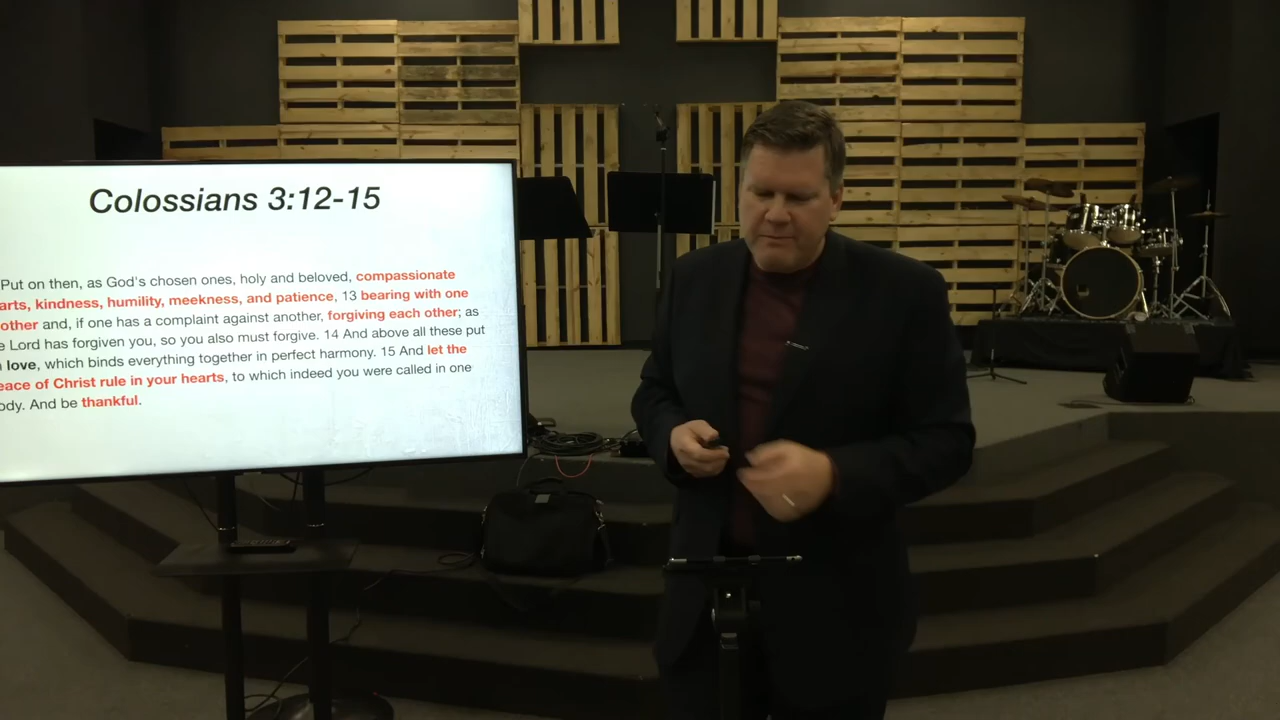 Colossians 3:12-15
Put on then, as God's chosen ones, holy and beloved, compassionate
arts, kindness, humility, meekness, and patience, 13 bearing with one
other and, if one has a complaint against another, forgiving each other; as
e Lord has forgiven you, so you also must forgive. 14 And above all these put
love, which binds everything together in perfect harmony. 15 And let the
eace of Christ rule in your hearts, to which indeed you were called in one
ody. And be thankful.